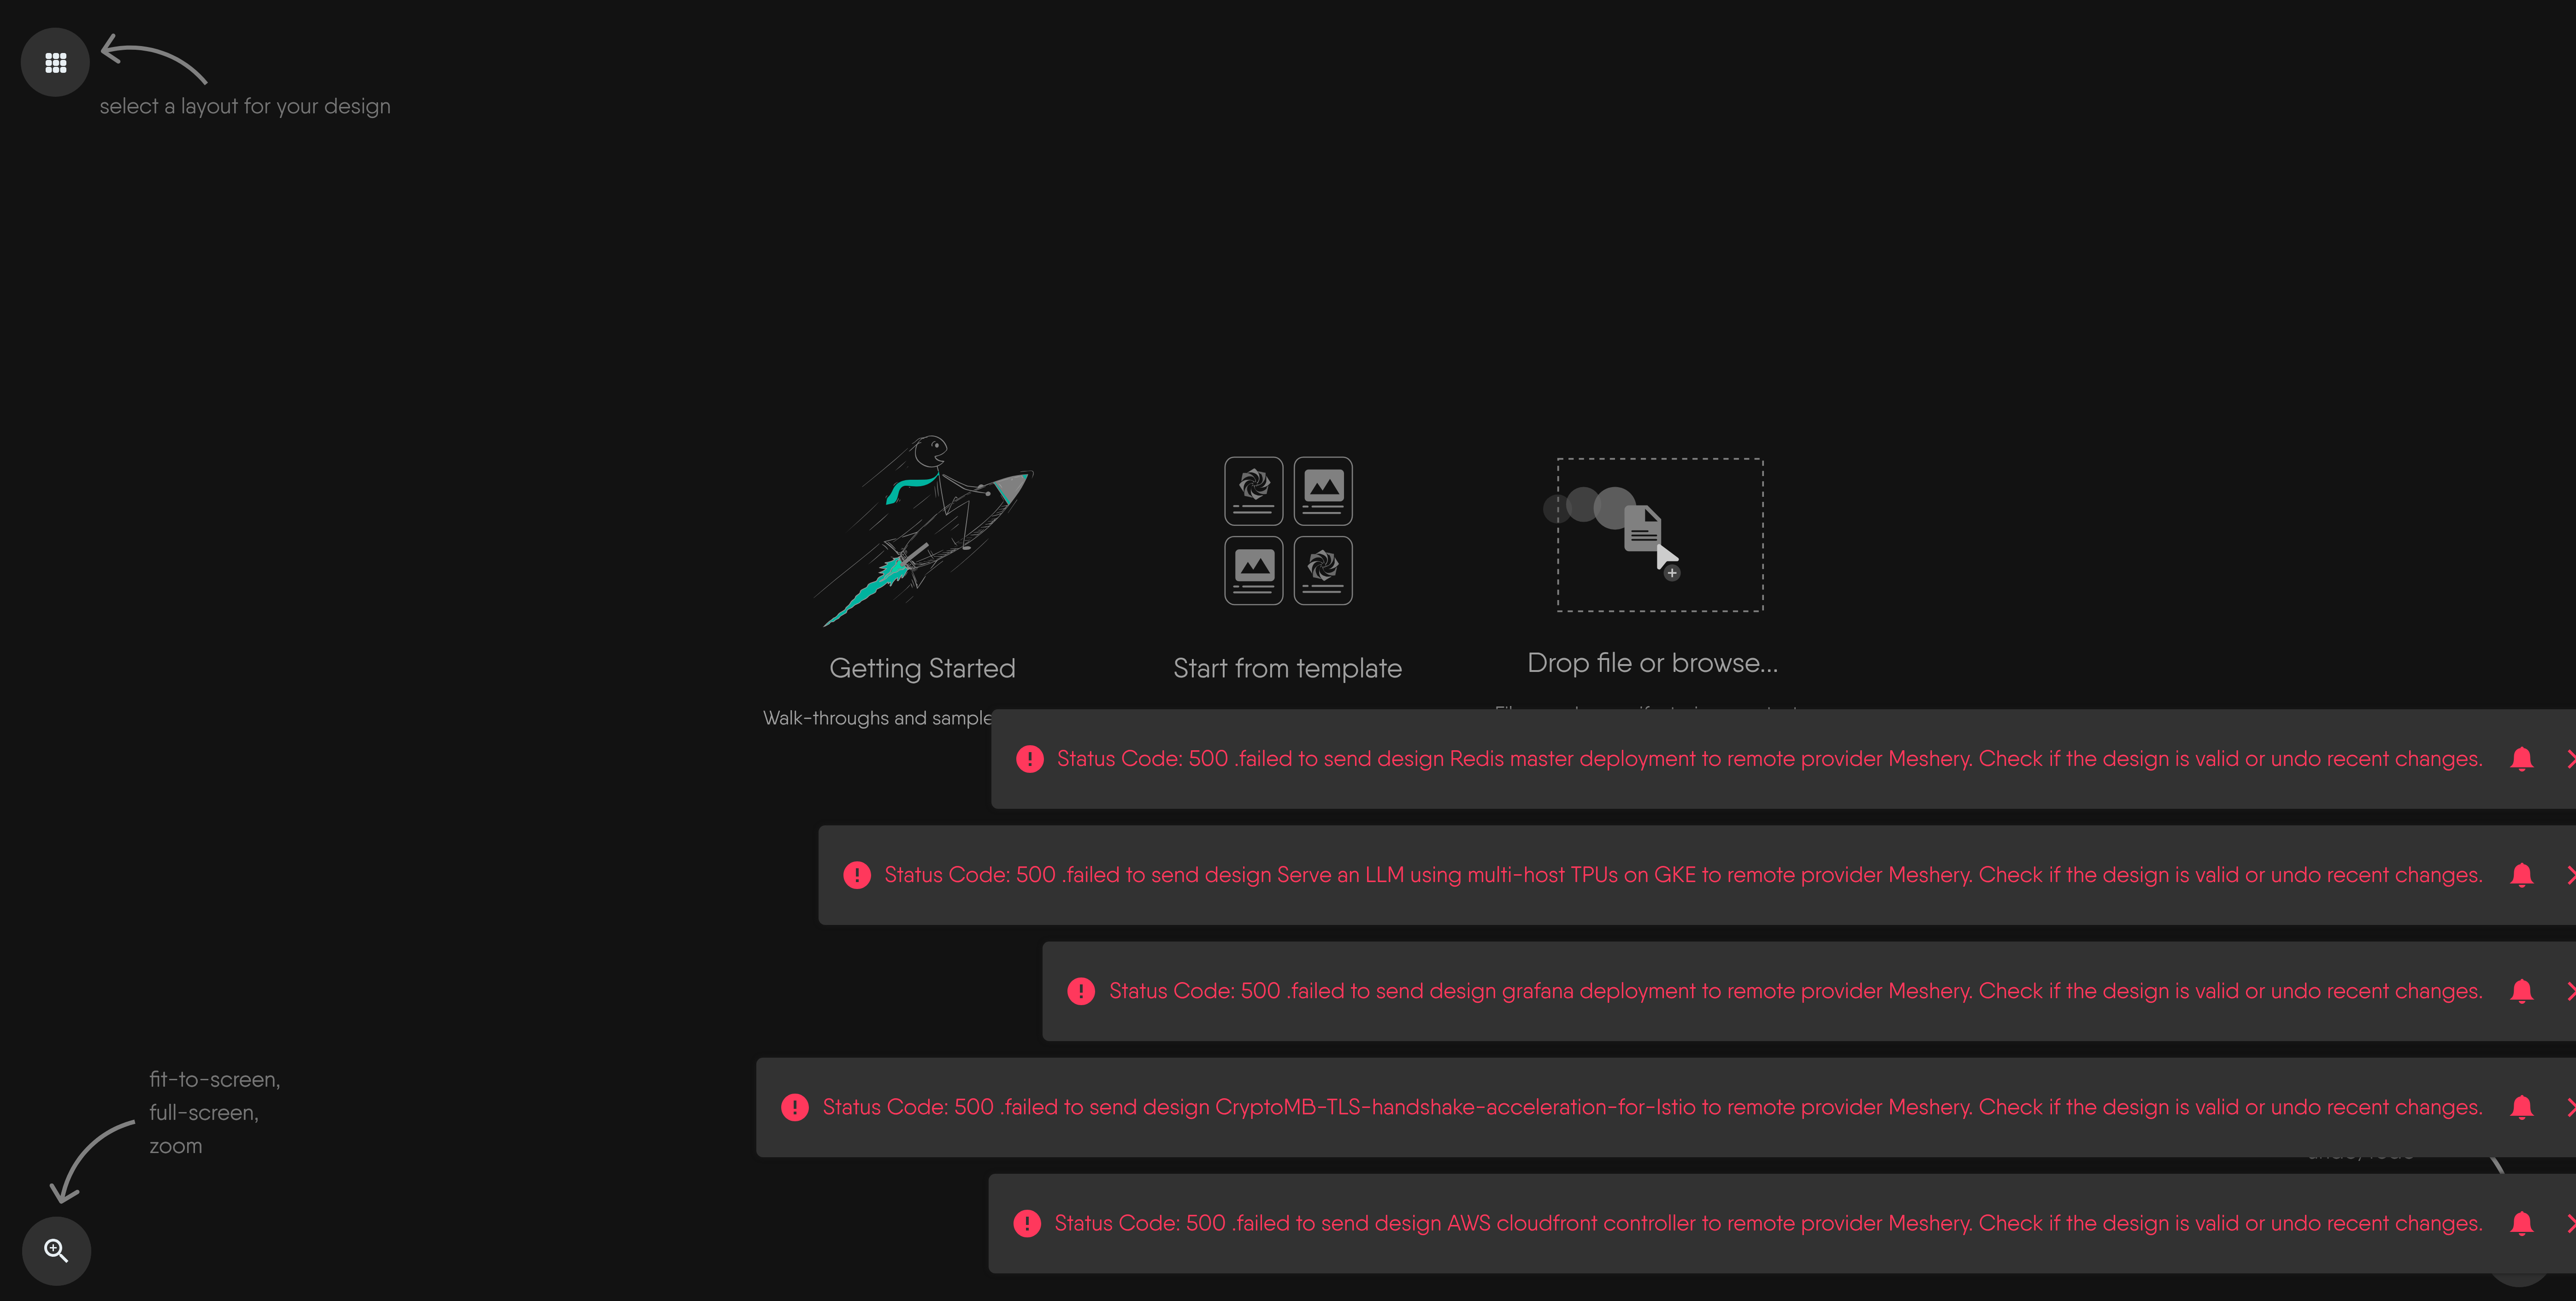 select a layout for your design
Getting Started
Start from template
Drop file or browse...
Walk-throughs and sample
Status Code: 500 .failed to send design Redis master deployment to remote provider Meshery. Check if the design is valid or undo recent changes.
Status Code: 500 .failed to send design Serve an LLM using multi-host TPUs on GKE to remote provider Meshery. Check if the design is valid or undo recent changes.
Status Code: 500 .failed to send design grafana deployment to remote provider Meshery. Check if the design is valid or undo recent changes.
fit-to-screen,
full-screen,
zoom
Status Code: 500 .failed to send design CryptoMB-TLS-handshake-acceleration-for-Istio to remote provider Meshery. Check if the design is valid or undo recent changes.
Status Code: 500 .failed to send design AWS cloudfront controller to remote provider Meshery. Check if the design is valid or undo recent changes.